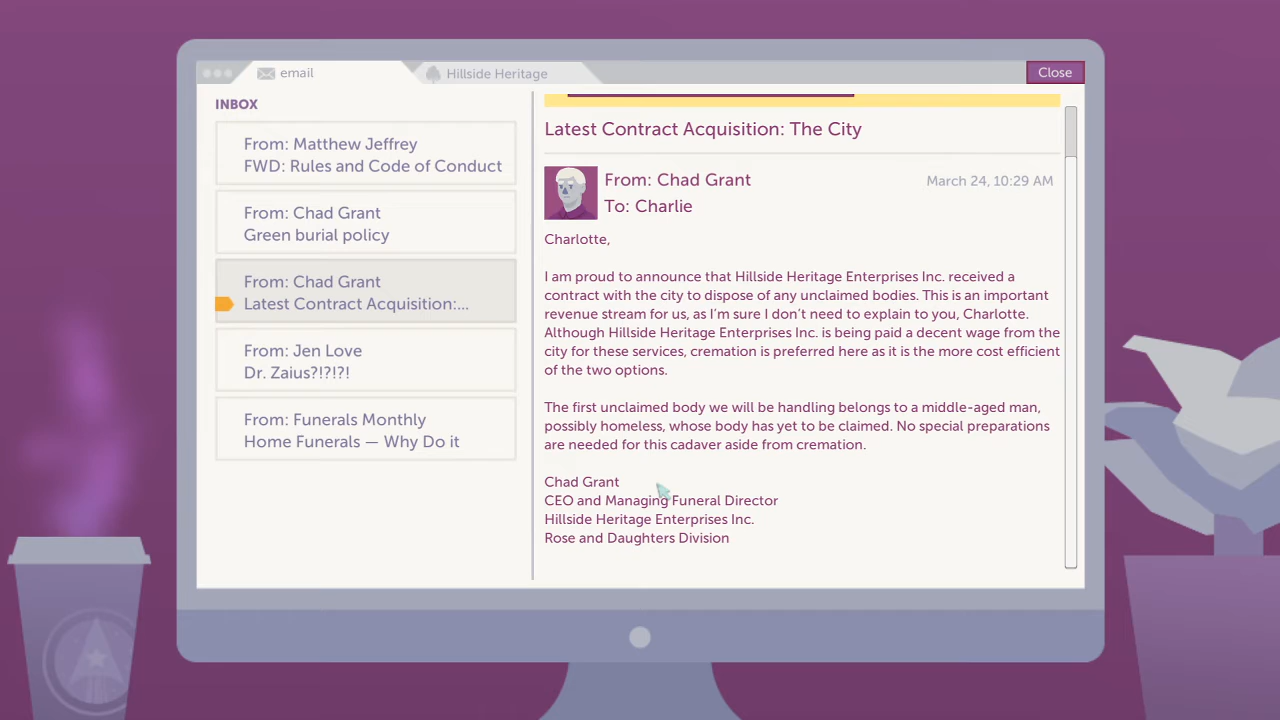 email
Hillside Heritage
Close
INBOX
From: Matthew Jeffrey
FWD: Rules and Code of Conduct
From: Chad Grant
Green burial policy
From: Chad Grant
Latest Contract Acquisition:...
From: Jen Love
Dr. Zaius?!?!?!
From: Funerals Monthly
Home Funerals — Why Do it
Latest Contract Acquisition: The City
From: Chad Grant
March 24, 10:29 AM
To: Charlie
Charlotte,
I am proud to announce that Hillside Heritage Enterprises Inc. received a
contract with the city to dispose of any unclaimed bodies. This is an important
revenue stream for us, as I'm sure I don't need to explain to you, Charlotte.
Although Hillside Heritage Enterprises Inc. is being paid a decent wage from the
city for these services, cremation is preferred here as it is the more cost efficient
of the two options.
The first unclaimed body we will be handling belongs to a middle-aged man,
possibly homeless, whose body has yet to be claimed. No special preparations
are needed for this cadaver aside from cremation.
Chad Grant
CEO and Managing Funeral Director
Hillside Heritage Enterprises Inc.
Rose and Daughters Division